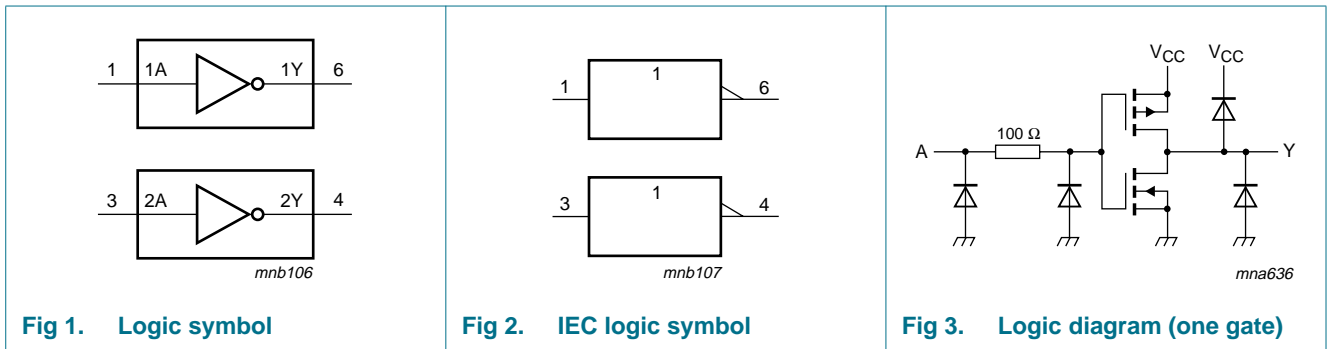 1 1A 1Y 6
3 2A 2Y 4
mnb106
Fig 1. Logic symbol
1 1 6
3 1 4
mnb107
Fig 2. IEC logic symbol
VCC VCC
100 Ω
A Y
mna636
Fig 3. Logic diagram (one gate)